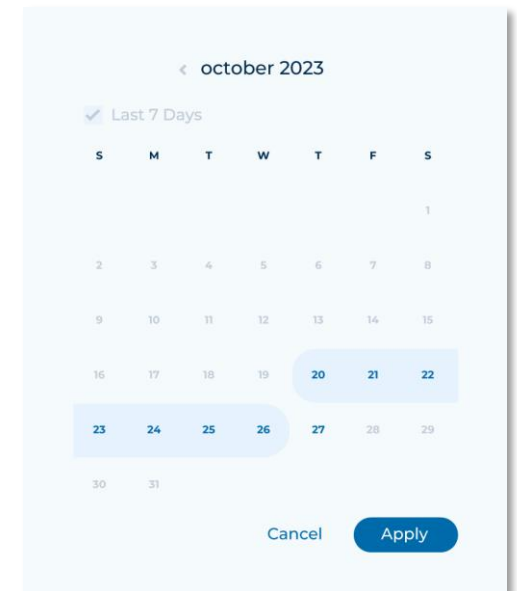 ‹ october 2023
Last 7 Days
S M T W T F S
1
2 3 4 5 6 7 8
9 10 11 12 13 14 15
16 17 18 19 20 21 22
23 24 25 26 27 28 29
30 31
Cancel Apply